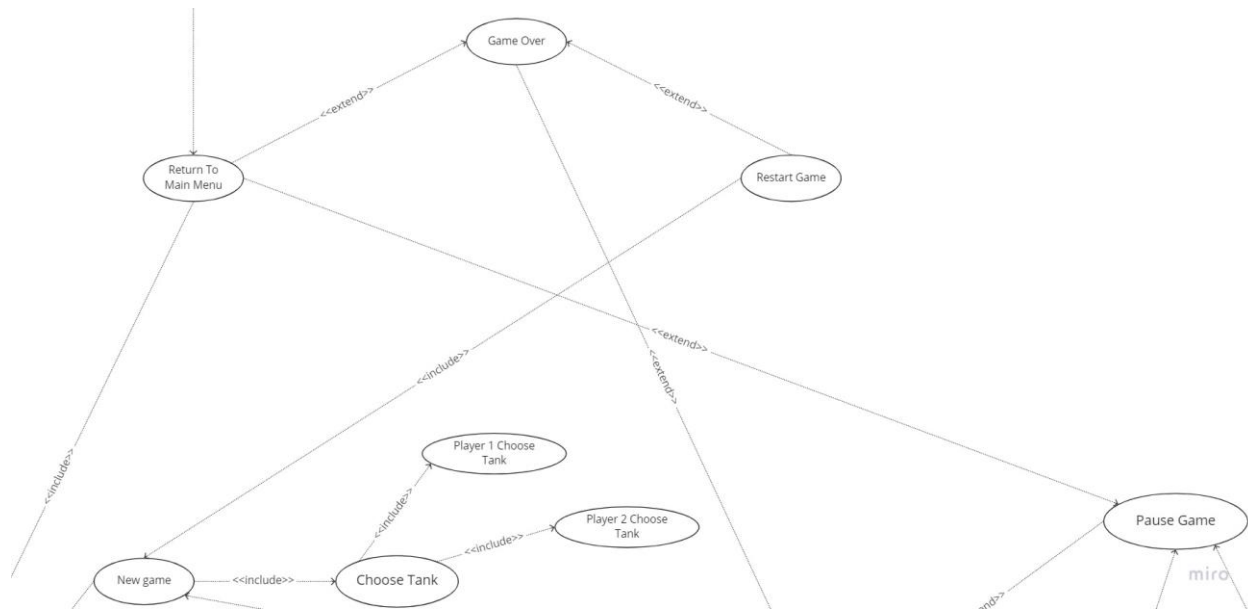 Game Over
<<extend>>
<<extend>>
Return To
Main Menu
Restart Game
<<extend>>
<<include>>
<<extend>>
<<include>>
Player 1 Choose
Tank
<<include>>
Player 2 Choose
Tank
<<include>>
Pause Game
New game
<<include>>
Choose Tank
miro